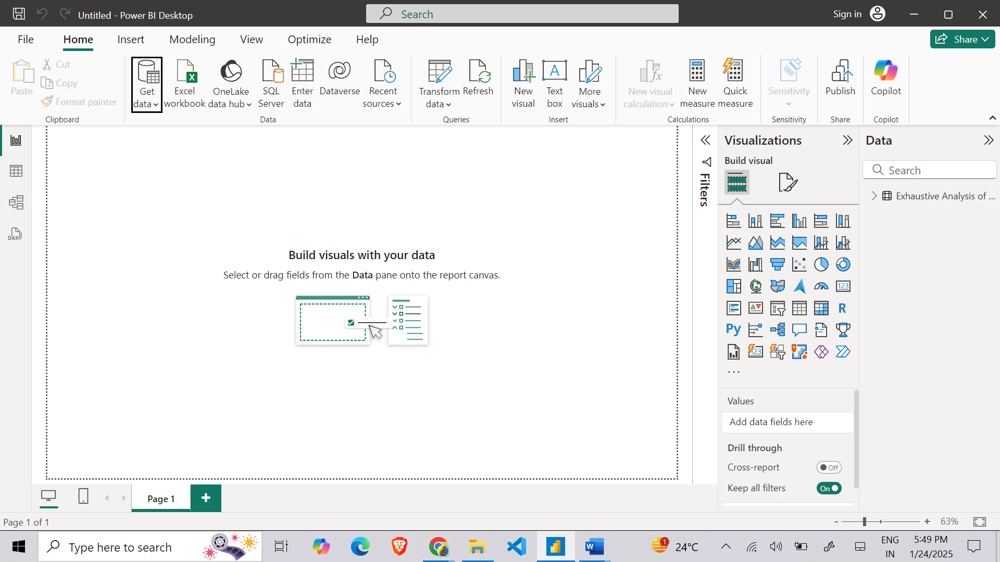 Untitled - Power BI Desktop
Search
Sign in
File
Home
Insert
Modeling
View
Optimize
Help
Share
Paste
Cut
Copy
Format painter
Clipboard
Get
data
Excel
workbook
OneLake
data hub
SQL
Server
Enter
data
Dataverse
Recent
sources
Data
Transform
data
Refresh
Queries
New
visual
Text
box
More
visuals
Insert
New visual
calculation
New
measure
Quick
measure
Calculations
Sensitivity
Sensitivity
Publish
Share
Copilot
Copilot
DAX
Build visuals with your data
Select or drag fields from the Data pane onto the report canvas.
Filters
Visualizations
Build visual
123
R
Py
123
Values
Add data fields here
Drill through
Cross-report
Off
Keep all filters
On
Data
Search
Exhaustive Analysis of ...
Page 1
Page 1 of 1
- + 63%
Type here to search
1
24°C
ENG
IN
5:49 PM
1/24/2025